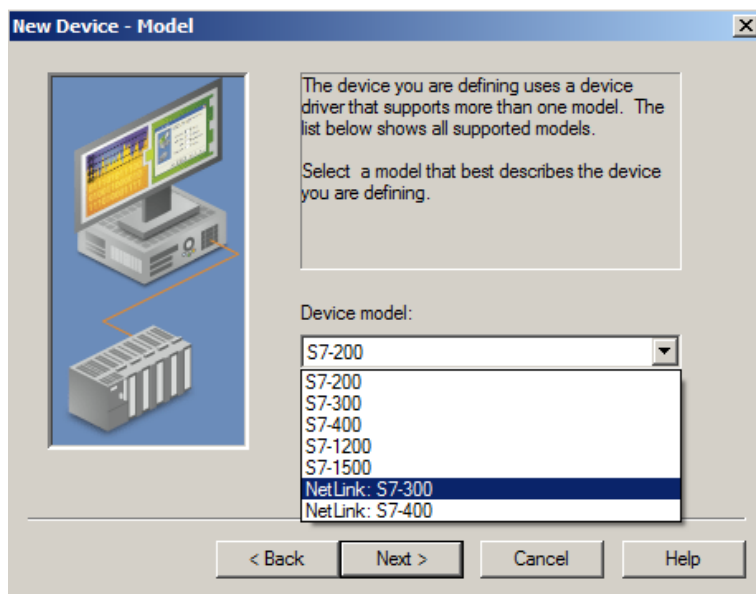 New Device - Model
The device you are defining uses a device
driver that supports more than one model. The
list below shows all supported models.
Select a model that best describes the device
you are defining.
Device model:
S7-200
S7-200
S7-300
S7-400
S7-1200
S7-1500
NetLink: S7-300
NetLink: S7-400
< Back
Next >
Cancel
Help